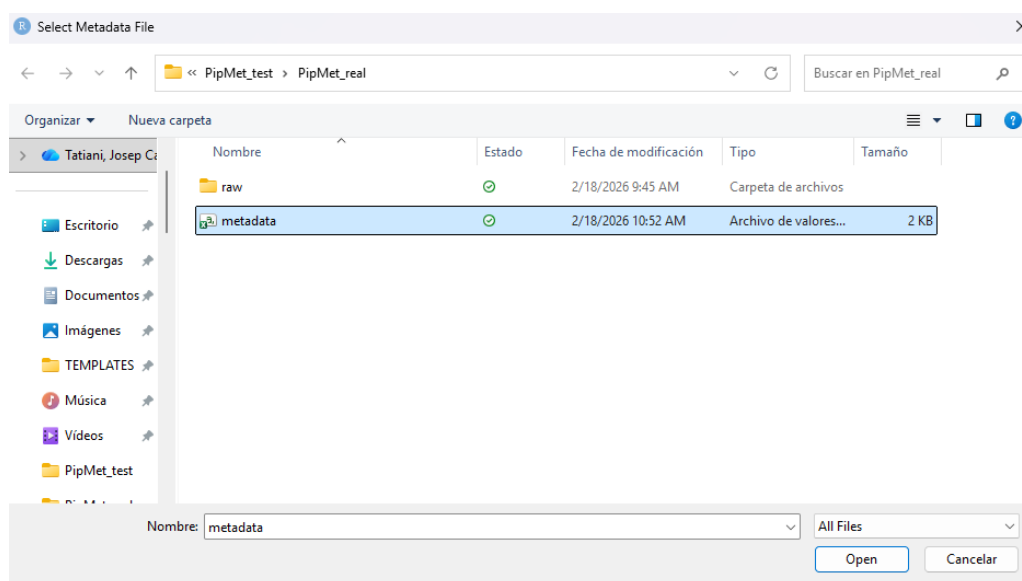 R Select Metadata File
« PipMet_test › PipMet_real
Buscar en PipMet_real
Organizar Nueva carpeta
Tatiani, Josep Ca
Nombre Estado Fecha de modificación Tipo Tamaño
raw 2/18/2026 9:45 AM Carpeta de archivos
metadata 2/18/2026 10:52 AM Archivo de valores... 2 KB
Escritorio
Descargas
Documentos
Imágenes
TEMPLATES
Música
Vídeos
PipMet_test
Nombre: metadata All Files
Open Cancelar